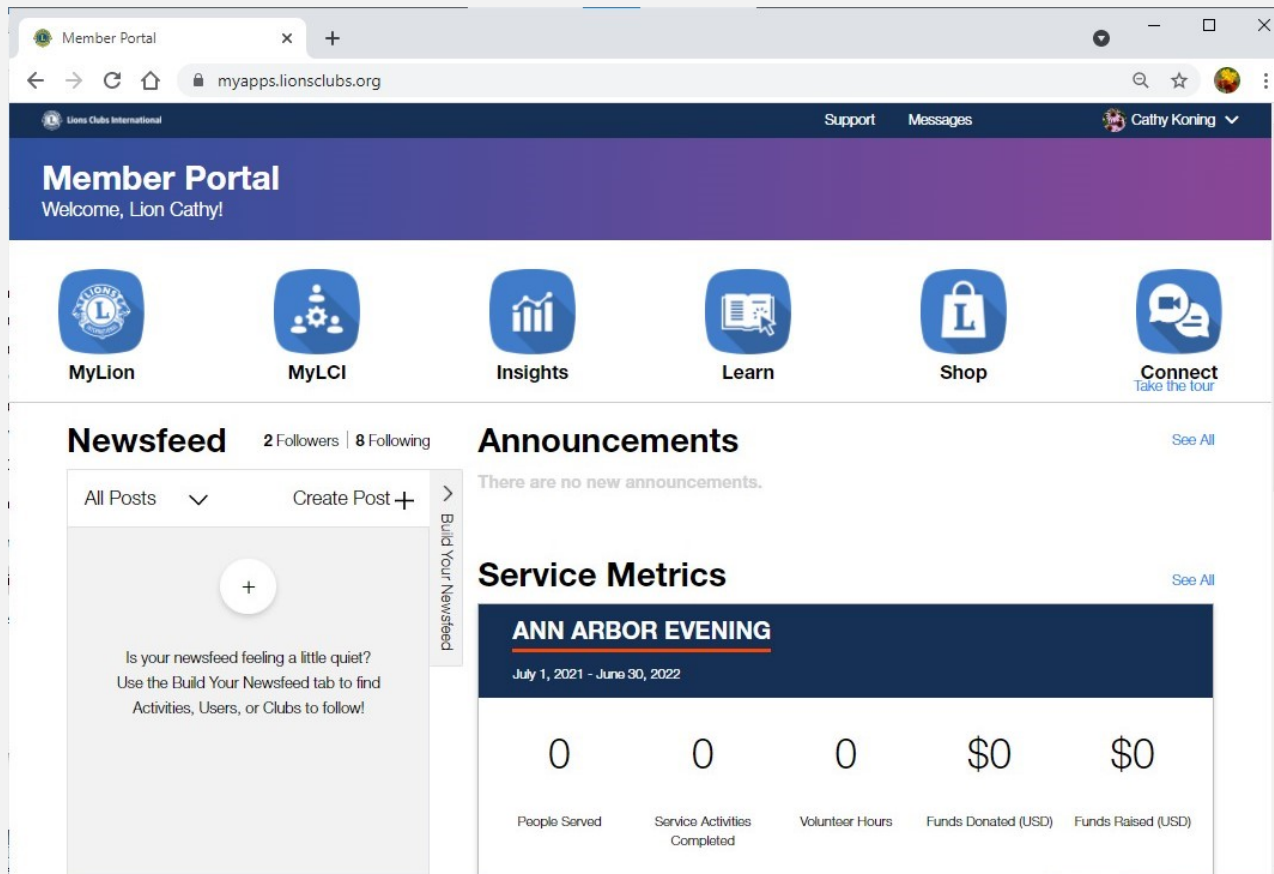 Member Portal
myapps.lionsclubs.org
Lions Clubs International
Support
Messages
Cathy Koning
Member Portal
Welcome, Lion Cathy!
LIONS
L
INTERNATIONAL
L
MyLion
MyLCI
Insights
Learn
Shop
Connect
Take the tour
Newsfeed
2 Followers
8 Following
All Posts
Create Post
Build Your Newsfeed
Is your newsfeed feeling a little quiet?
Use the Build Your Newsfeed tab to find
Activities, Users, or Clubs to follow!
Announcements
See All
There are no new announcements.
Service Metrics
See All
ANN ARBOR EVENING
July 1, 2021 - June 30, 2022
0
0
0
$0
$0
People Served
Service Activities
Completed
Volunteer Hours
Funds Donated (USD)
Funds Raised (USD)